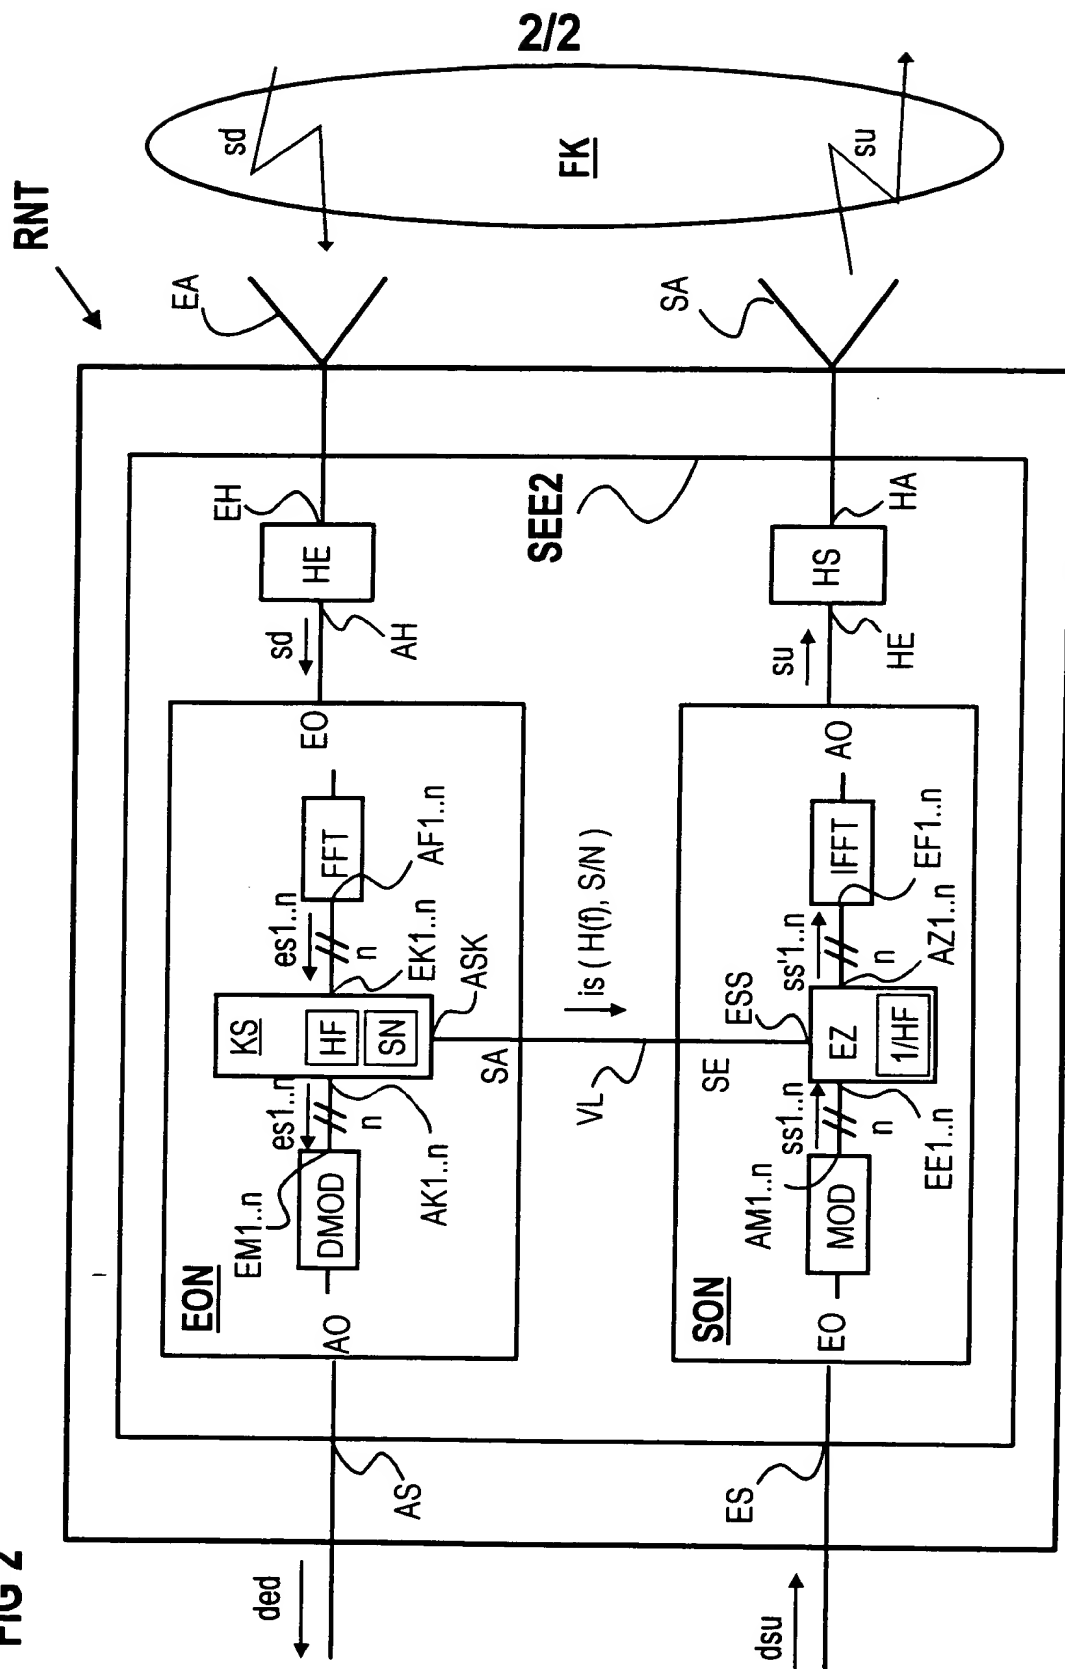 2/2
FIG 2
RNT
sd
FK
su
EA
SA
EH
HE
AH
sd
SEE2
HA
HS
HE
su
EON
EO
FFT
AF1..n
es1..n
n
EK1..n
KS
HF
SN
ASK
es1..n
n
AK1..n
EM1..n
DMOD
AO
SA
is ( H(f), S/N )
VL
SE
SON
AO
IFFT
EF1..n
ss'1..n
n
AZ1..n
ESS
EZ
1/HF
ss1..n
n
EE1..n
AM1..n
MOD
EO
AS
ES
ded
dsu